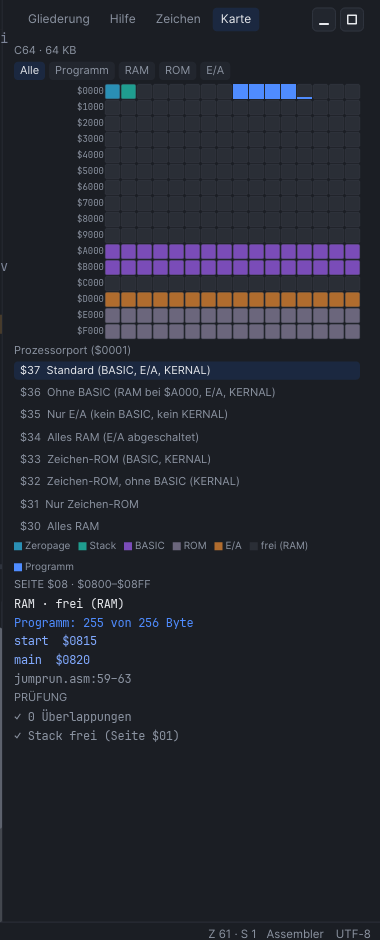 Gliederung Hilfe Zeichen Karte
i
C64 · 64 KB
Alle Programm RAM ROM E/A
$0000
$1000
$2000
$3000
$4000
$5000
$6000
$7000
$8000
$9000
$A000
$B000
v
$C000
$D000
$E000
$F000
Prozessorport ($0001)
$37 Standard (BASIC, E/A, KERNAL)
$36 Ohne BASIC (RAM bei $A000, E/A, KERNAL)
$35 Nur E/A (kein BASIC, kein KERNAL)
$34 Alles RAM (E/A abgeschaltet)
$33 Zeichen-ROM (BASIC, KERNAL)
$32 Zeichen-ROM, ohne BASIC (KERNAL)
$31 Nur Zeichen-ROM
$30 Alles RAM
Zeropage Stack BASIC ROM E/A frei (RAM)
Programm
SEITE $08 · $0800–$08FF
RAM · frei (RAM)
Programm: 255 von 256 Byte
start $0815
main $0820
jumprun.asm:59–63
PRÜFUNG
✓ 0 Überlappungen
✓ Stack frei (Seite $01)
Z 61 · S 1 Assembler UTF-8